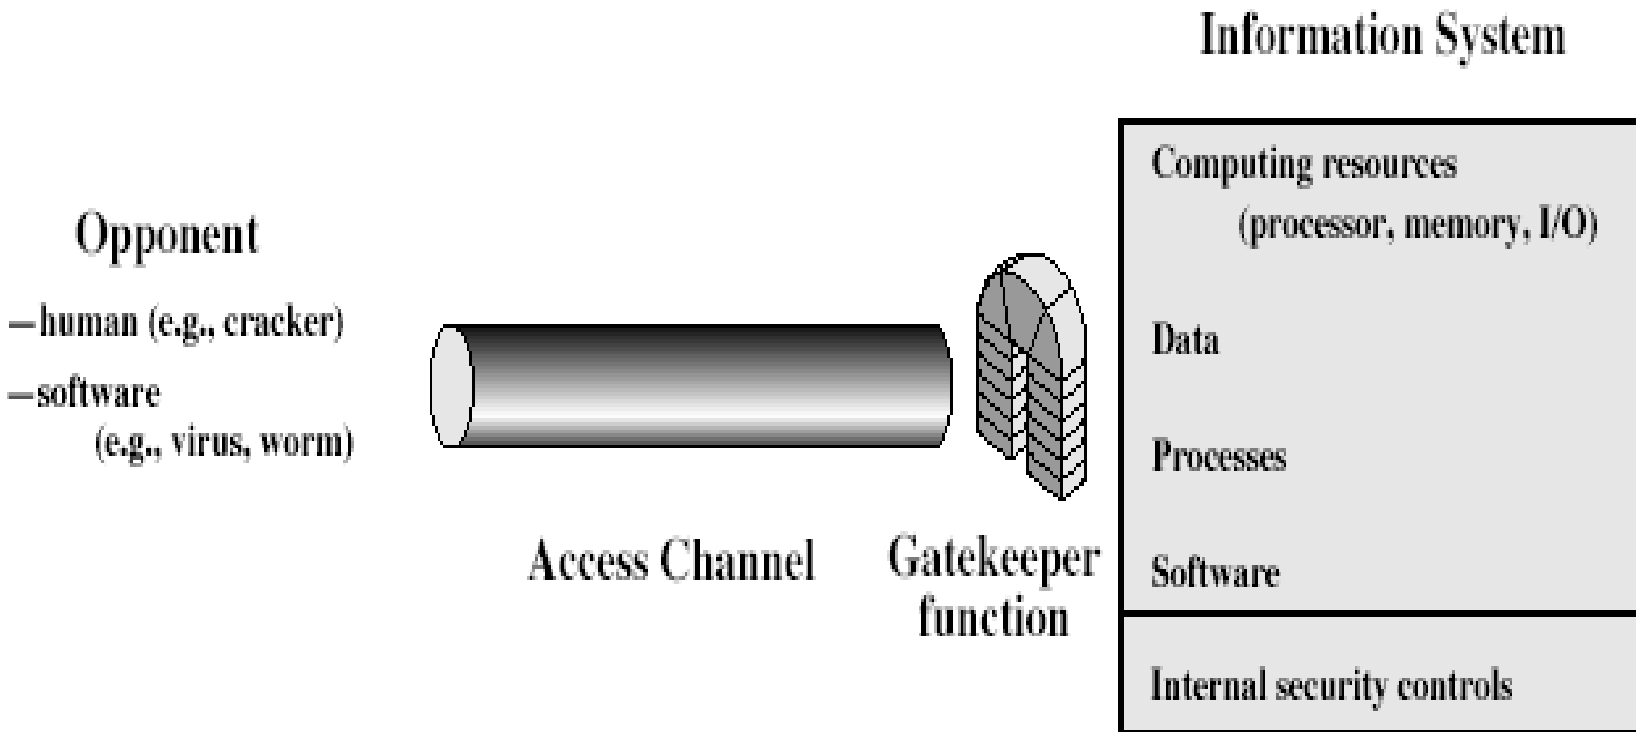 Information System
Opponent
–human (e.g., cracker)
–software
(e.g., virus, worm)
Access Channel
Gatekeeper
function
Computing resources
(processor, memory, I/O)
Data
Processes
Software
Internal security controls